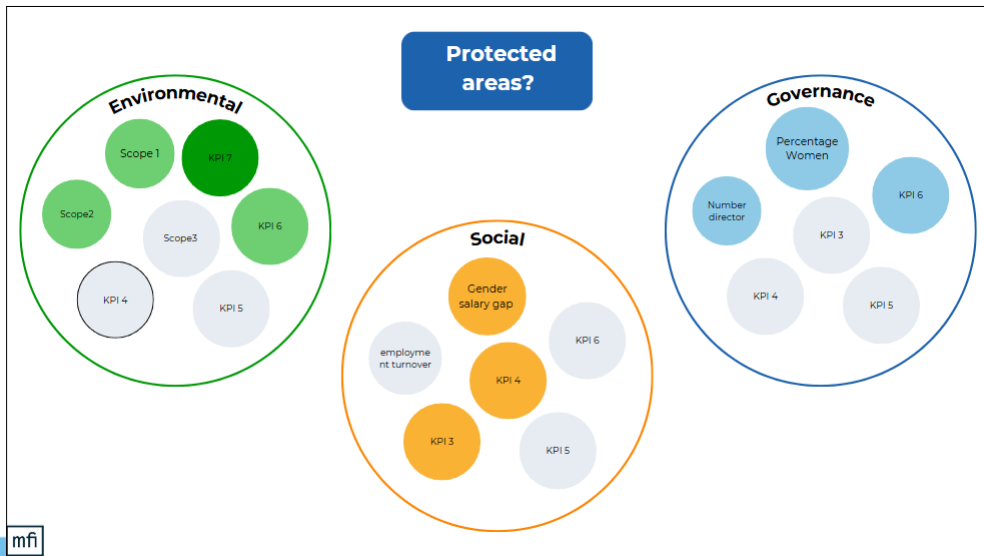 Protected
areas?
Environmental
Scope 1
KPI 7
Scope2
Scope3
KPI 6
KPI 4
KPI 5
Social
Gender
salary gap
employme
nt turnover
KPI 6
KPI 4
KPI 3
KPI 5
Governance
Percentage
Women
Number
director
KPI 6
KPI 3
KPI 4
KPI 5
mfi